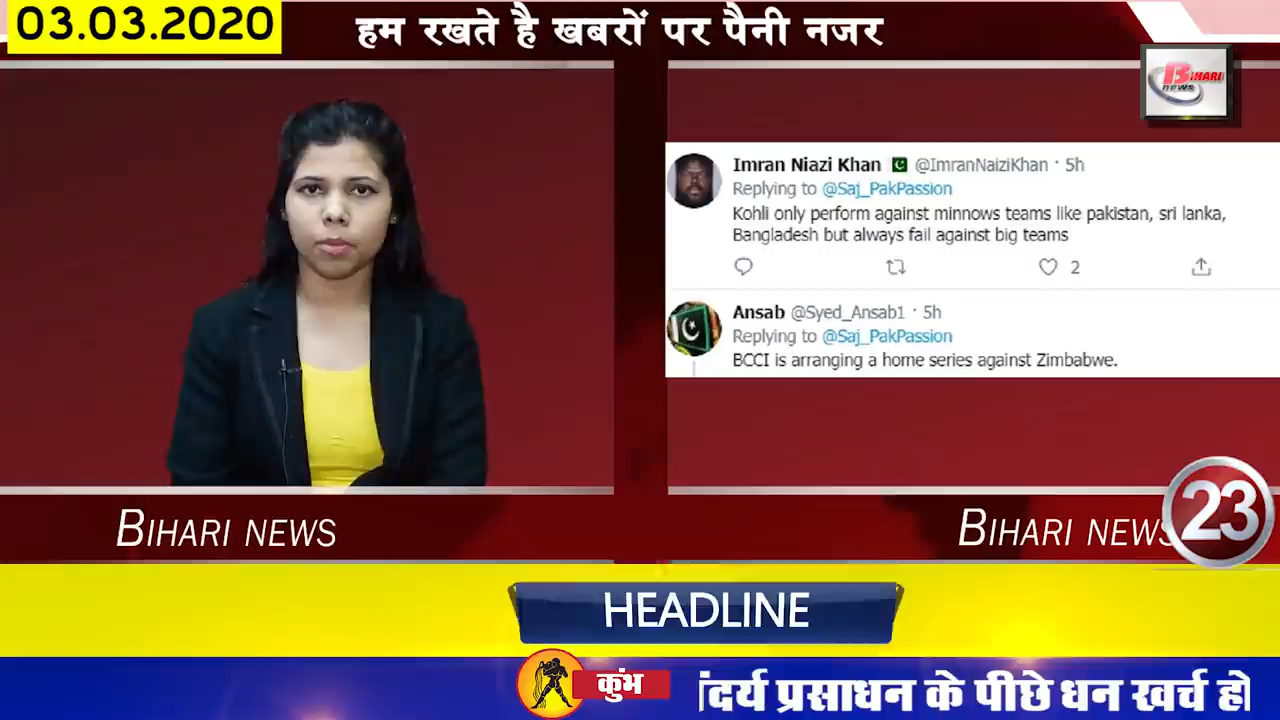 03.03.2020
हम रखते है खबरों पर पैनी नजर
BIHARI
NEWS
Imran Niazi Khan @ImranNaiziKhan · 5h
Replying to @Saj_PakPassion
Kohli only perform against minnows teams like pakistan, sri lanka,
Bangladesh but always fail against big teams
2
Ansab @Syed_Ansab1 · 5h
Replying to @Saj_PakPassion
BCCI is arranging a home series against Zimbabwe.
BIHARI NEWS
BIHARI NEWS
23
HEADLINE
कुंभ
प्रसाधन के पीछे धन खर्च हो